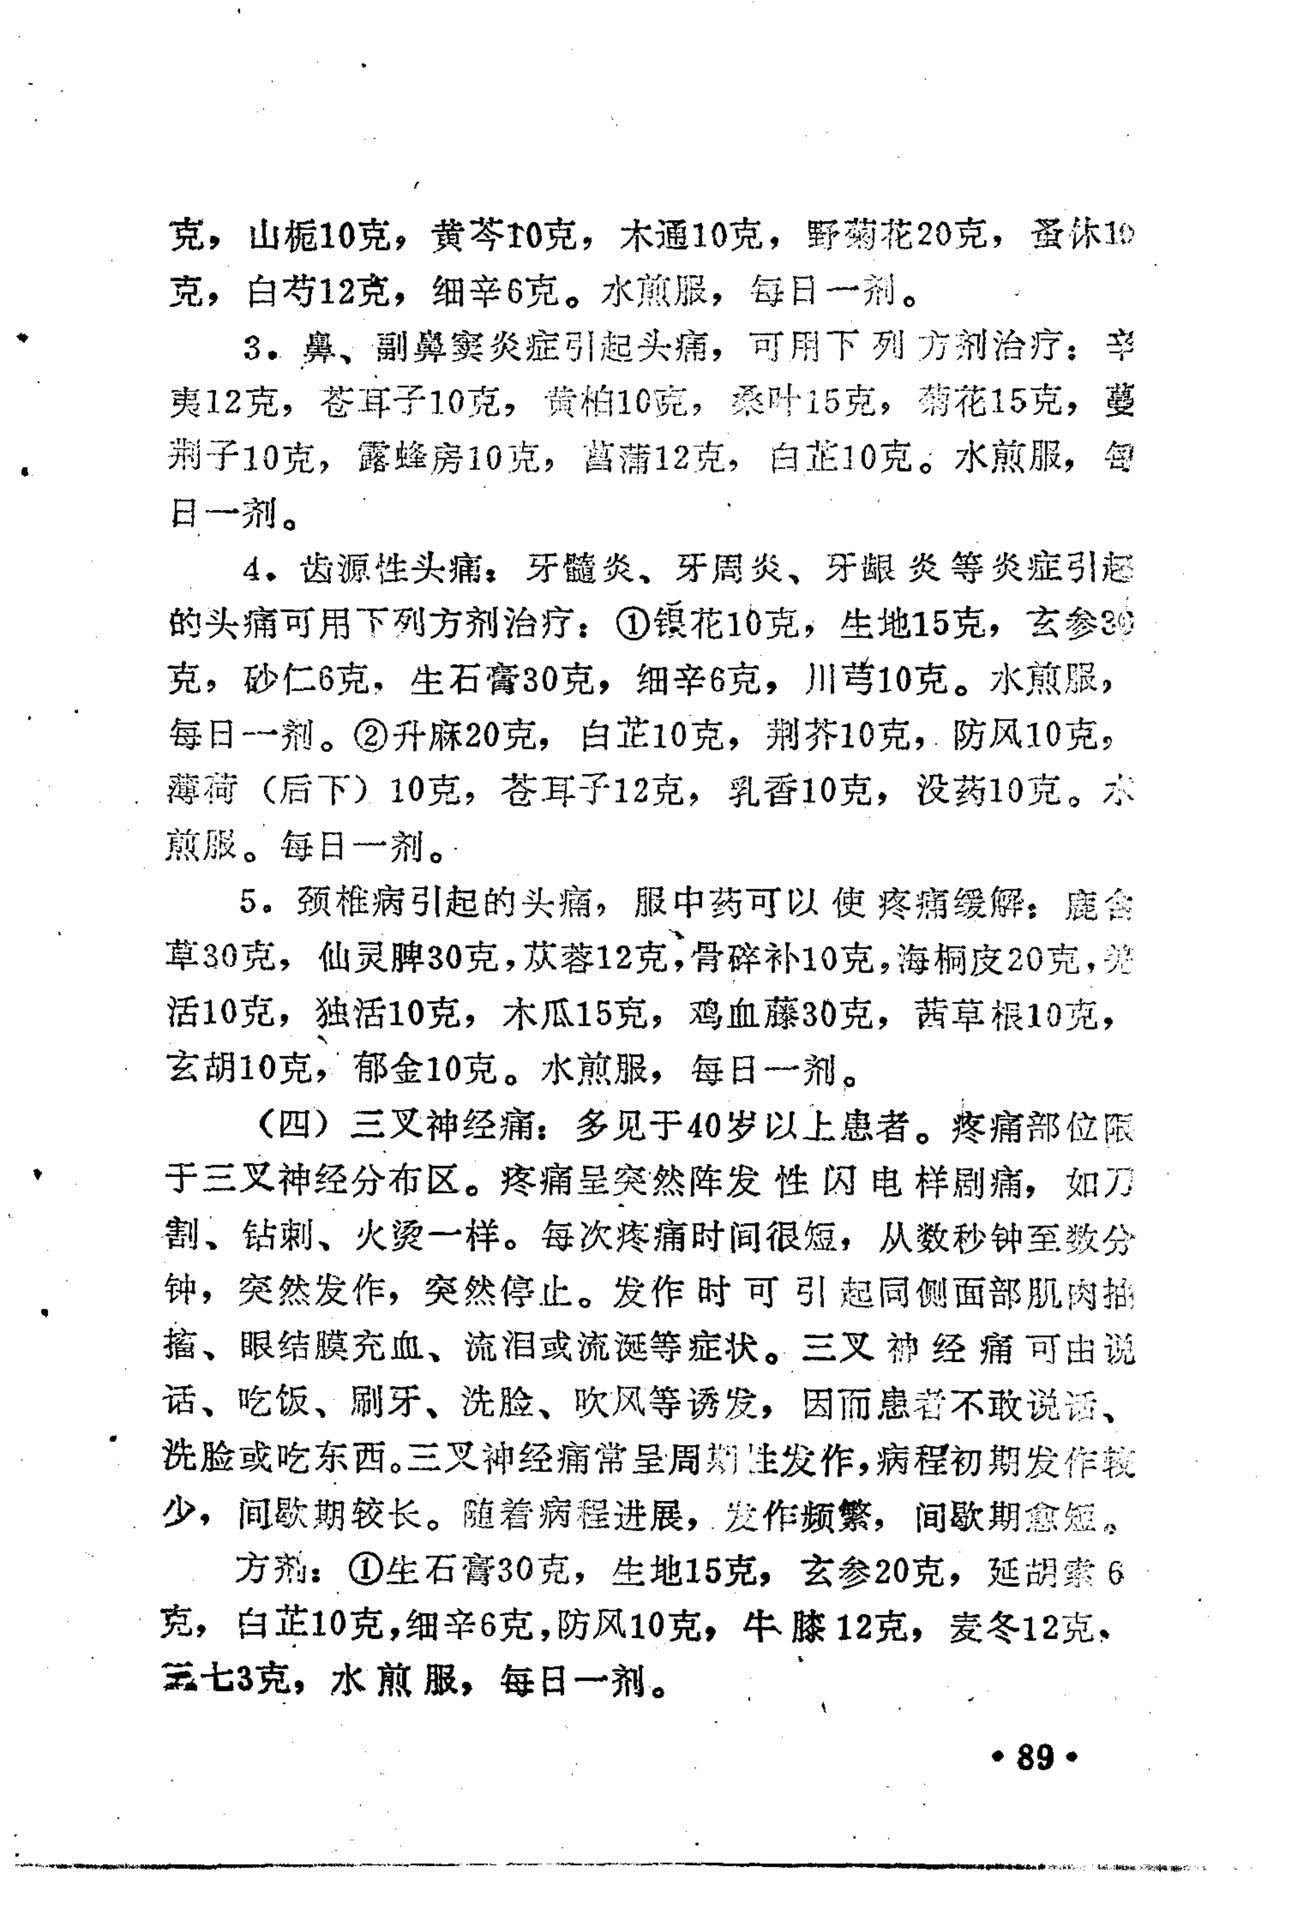 克，山栀10克，黄芩10克，木通10克，野菊花20克，蚤休10
克，白芍12克，细辛6克。水煎服，每日一剂。
3．鼻、副鼻窦炎症引起头痛，可用下列方剂治疗：辛
夷12克，苍耳子10克，黄柏10克，桑叶15克，菊花15克，蔓
荆子10克，露蜂房10克，菖蒲12克，白芷10克。水煎服，每
日一剂。
4．齿源性头痛：牙髓炎、牙周炎、牙龈炎等炎症引起
的头痛可用下列方剂治疗：①银花10克，生地15克，玄参30
克，砂仁6克，生石膏30克，细辛6克，川芎10克。水煎服，
每日一剂。②升麻20克，白芷10克，荆芥10克，防风10克，
薄荷（后下）10克，苍耳子12克，乳香10克，没药10克。水
煎服。每日一剂。
5．颈椎病引起的头痛，服中药可以使疼痛缓解：鹿含
草30克，仙灵脾30克，苁蓉12克，骨碎补10克，海桐皮20克，羌
活10克，独活10克，木瓜15克，鸡血藤30克，茜草根10克，
玄胡10克，郁金10克。水煎服，每日一剂。
（四）三叉神经痛：多见于40岁以上患者。疼痛部位限
于三叉神经分布区。疼痛呈突然阵发性闪电样剧痛，如刀
割、钻刺、火烫一样。每次疼痛时间很短，从数秒钟至数分
钟，突然发作，突然停止。发作时可引起同侧面部肌肉抽
搐、眼结膜充血、流泪或流涎等症状。三叉神经痛可由说
话、吃饭、刷牙、洗脸、吹风等诱发，因而患者不敢说话、
洗脸或吃东西。三叉神经痛常呈周期性发作，病程初期发作较
少，间歇期较长。随着病程进展，发作频繁，间歇期愈短。
方剂：①生石膏30克，生地15克，玄参20克，延胡索6
克，白芷10克，细辛6克，防风10克，牛膝12克，麦冬12克，
三七3克，水煎服，每日一剂。
•89•